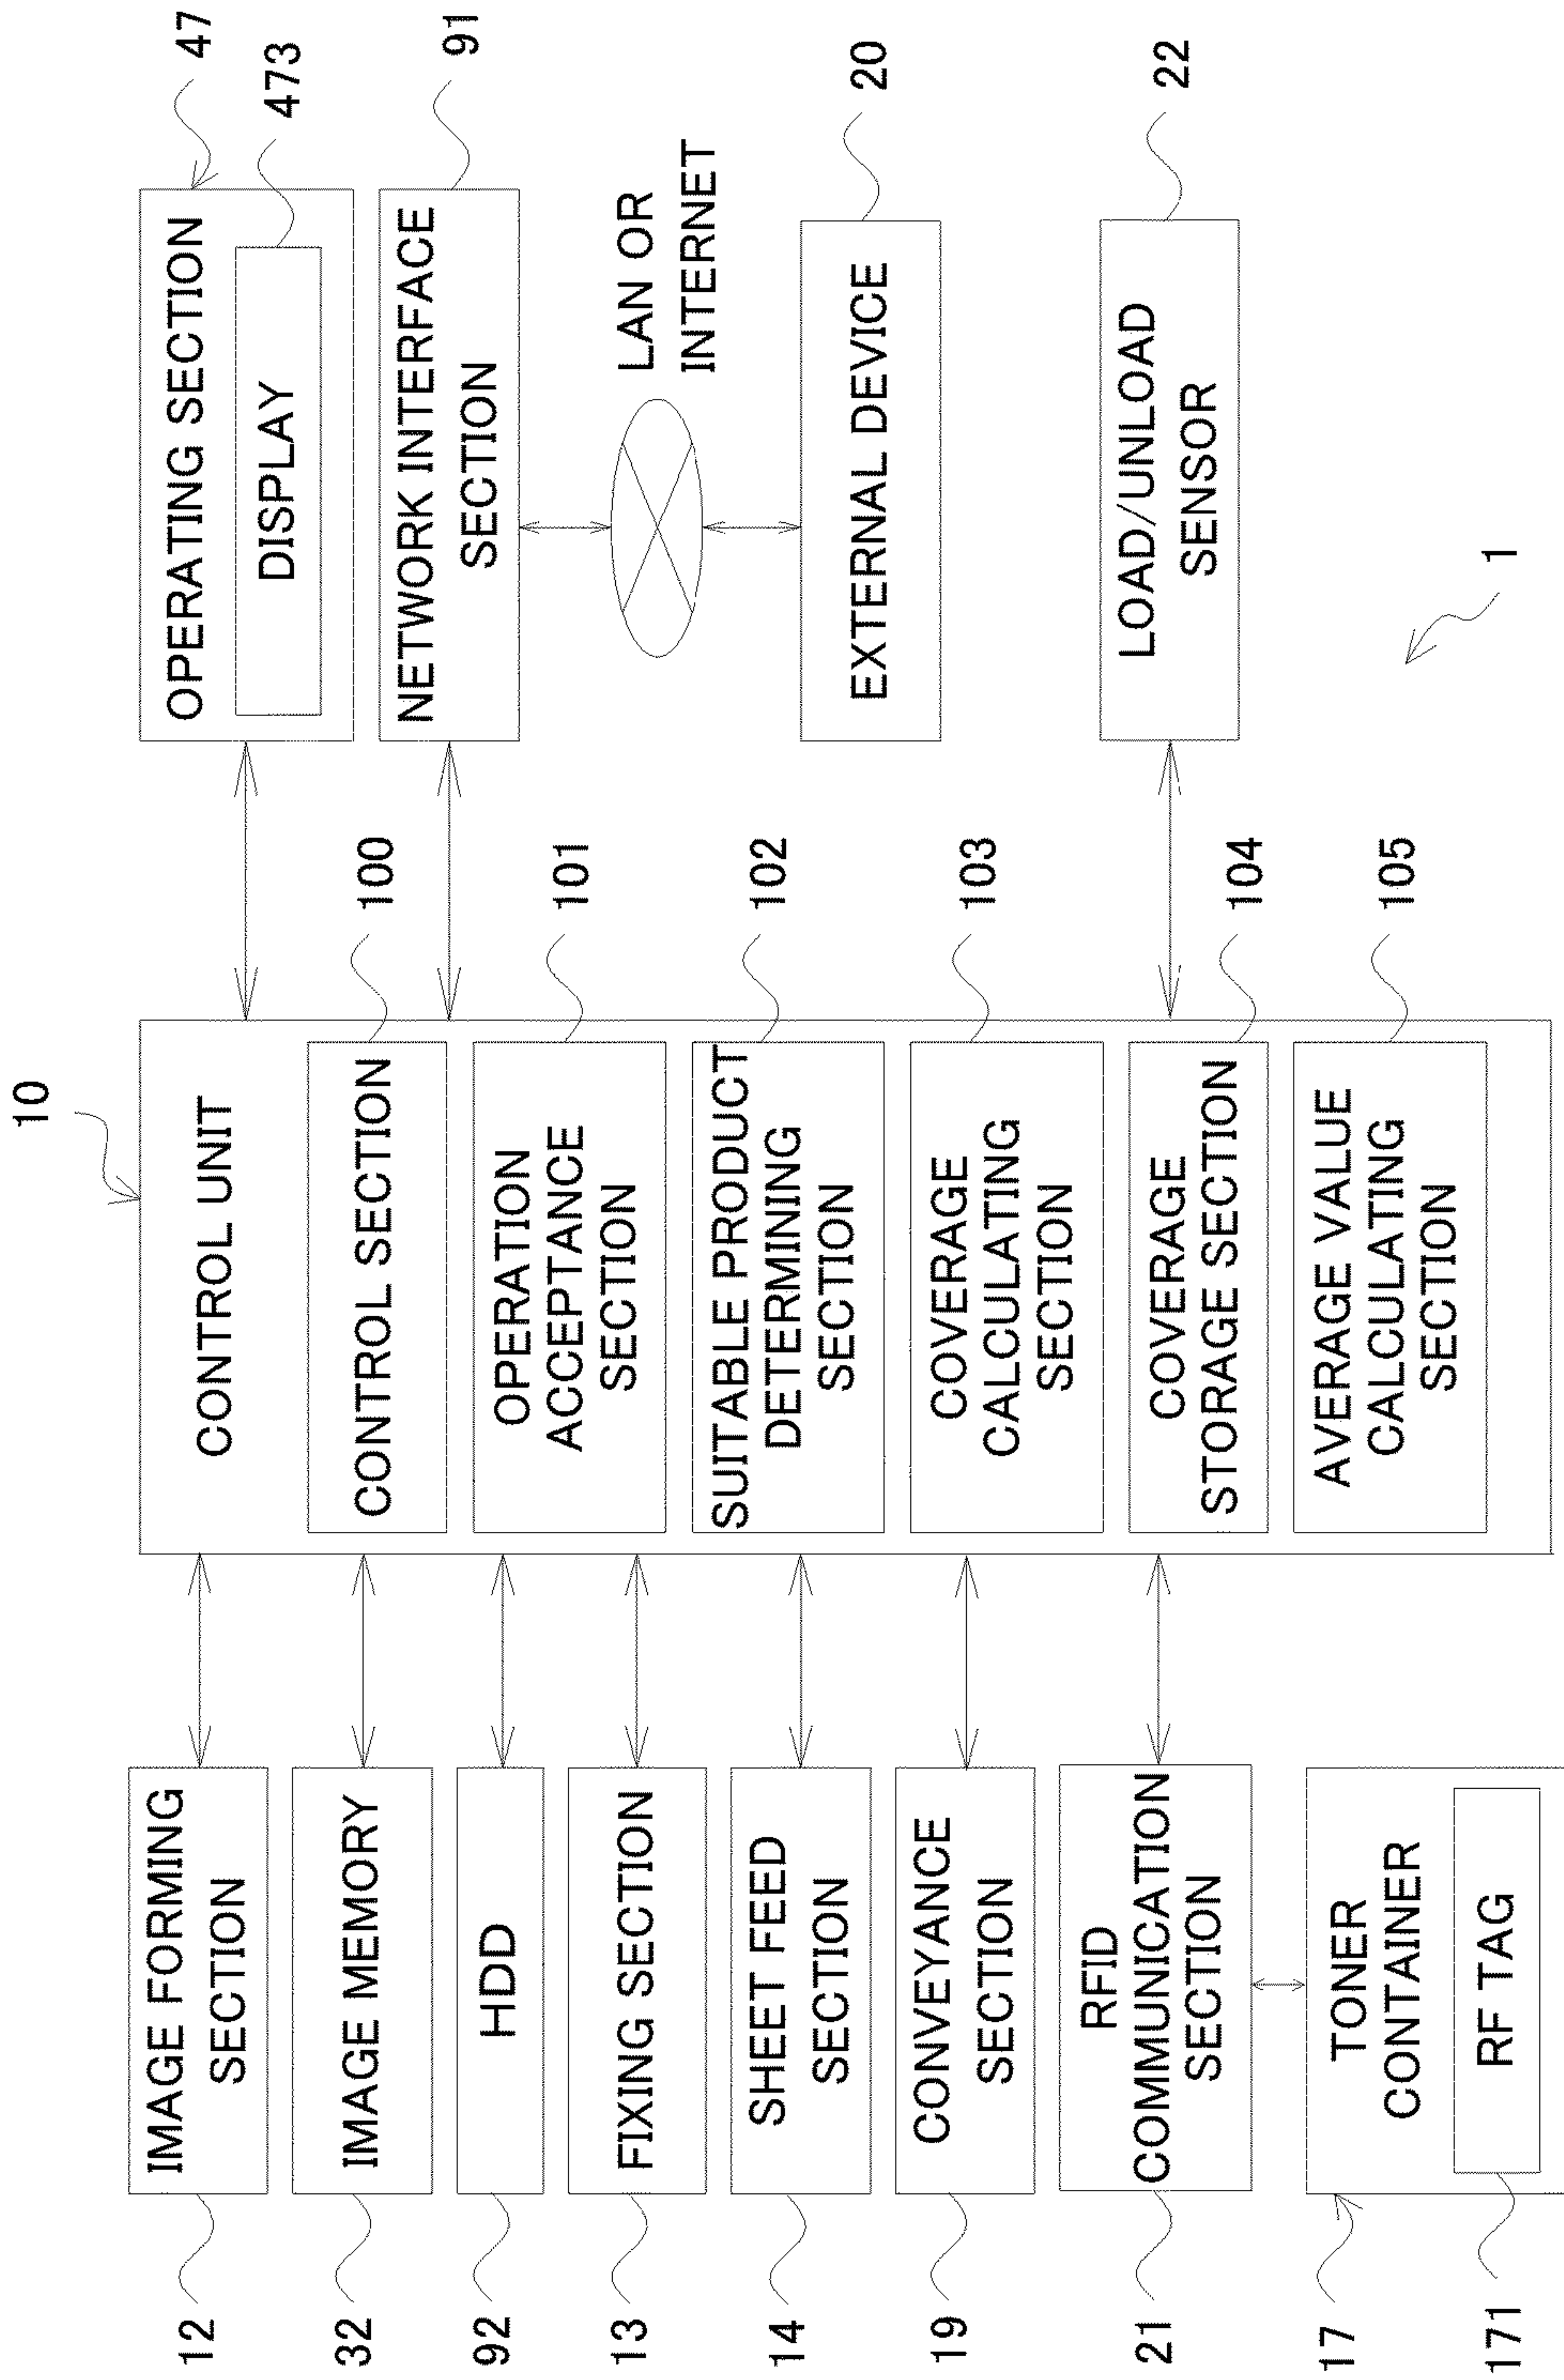 10
12
IMAGE FORMING
SECTION
32
IMAGE MEMORY
92
HDD
13
FIXING SECTION
14
SHEET FEED
SECTION
19
CONVEYANCE
SECTION
21
RFID
COMMUNICATION
SECTION
17
TONER
CONTAINER
171
RF TAG
CONTROL UNIT
CONTROL SECTION
100
OPERATION
ACCEPTANCE
SECTION
101
SUITABLE PRODUCT
DETERMINING
SECTION
102
COVERAGE
CALCULATING
SECTION
103
COVERAGE
STORAGE SECTION
104
AVERAGE VALUE
CALCULATING
SECTION
105
OPERATING SECTION
47
DISPLAY
473
NETWORK INTERFACE
SECTION
91
LAN OR
INTERNET
EXTERNAL DEVICE
20
LOAD/UNLOAD
SENSOR
22
1